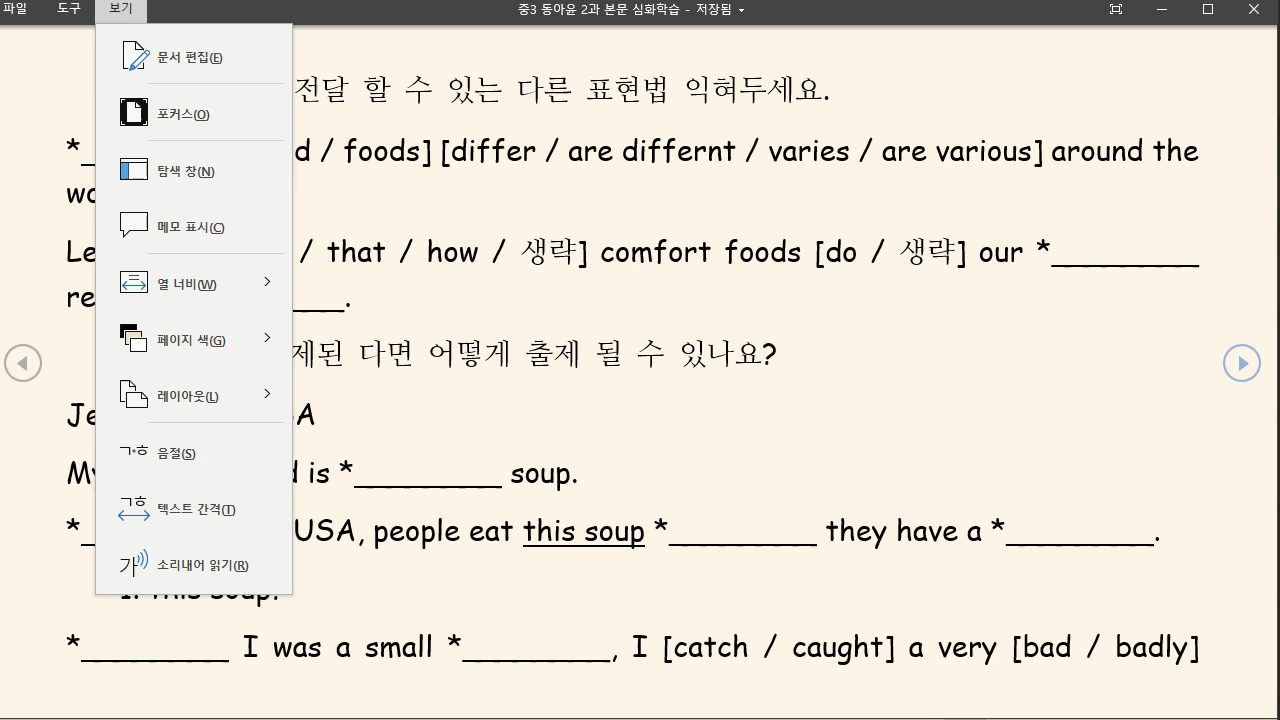 파일 도구 보기 중3 동아윤 2과 본문 심화학습 - 저장됨
문서 편집(E)
포커스(O)
탐색 창(N)
메모 표시(C)
열 너비(W)
페이지 색(G)
레이아웃(L)
음절(S)
텍스트 간격(T)
소리내어 읽기(R)
전달 할 수 있는 다른 표현법 익혀두세요.
*_ d / foods] [differ / are differnt / varies / are various] around the
Le / that / how / 생략] comfort foods [do / 생략] our *________
re ___.
제된 다면 어떻게 출제 될 수 있나요?
Je A
My d is *________ soup.
*_ USA, people eat this soup *________ they have a *________.
*________ I was a small *________, I [catch / caught] a very [bad / badly]